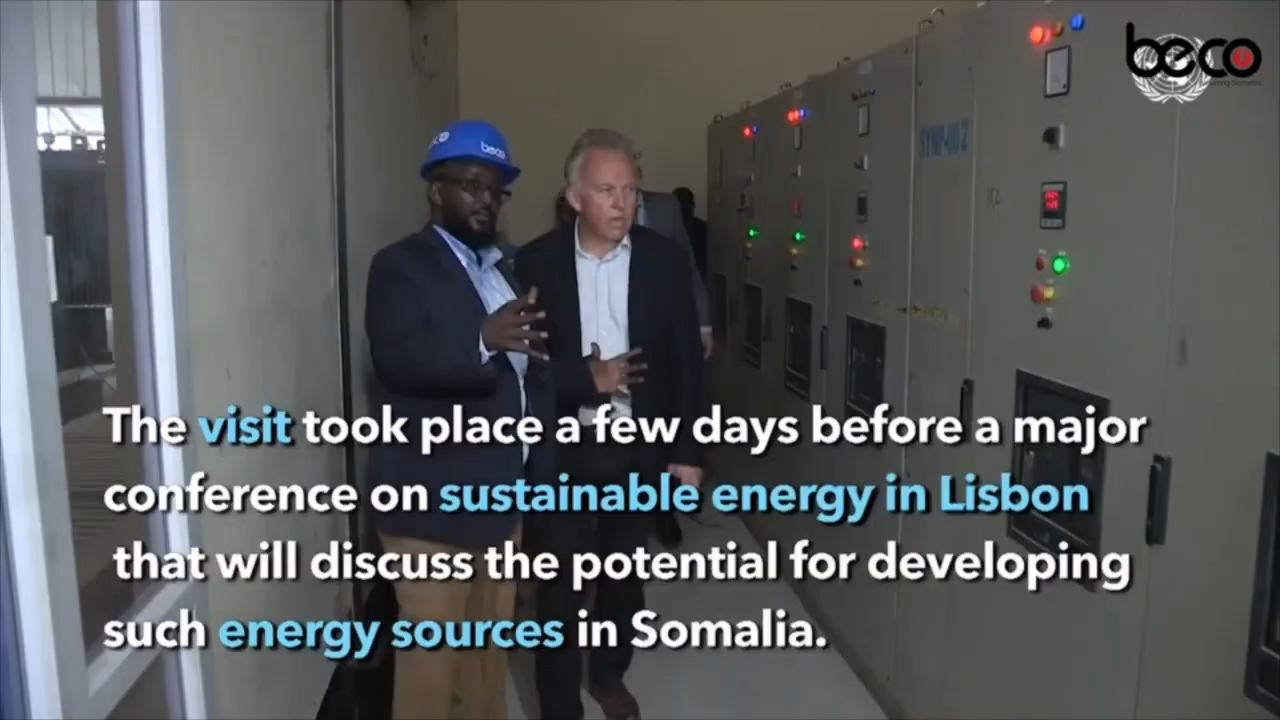 beco
beco
The visit took place a few days before a major
conference on sustainable energy in Lisbon
that will discuss the potential for developing
such energy sources in Somalia.